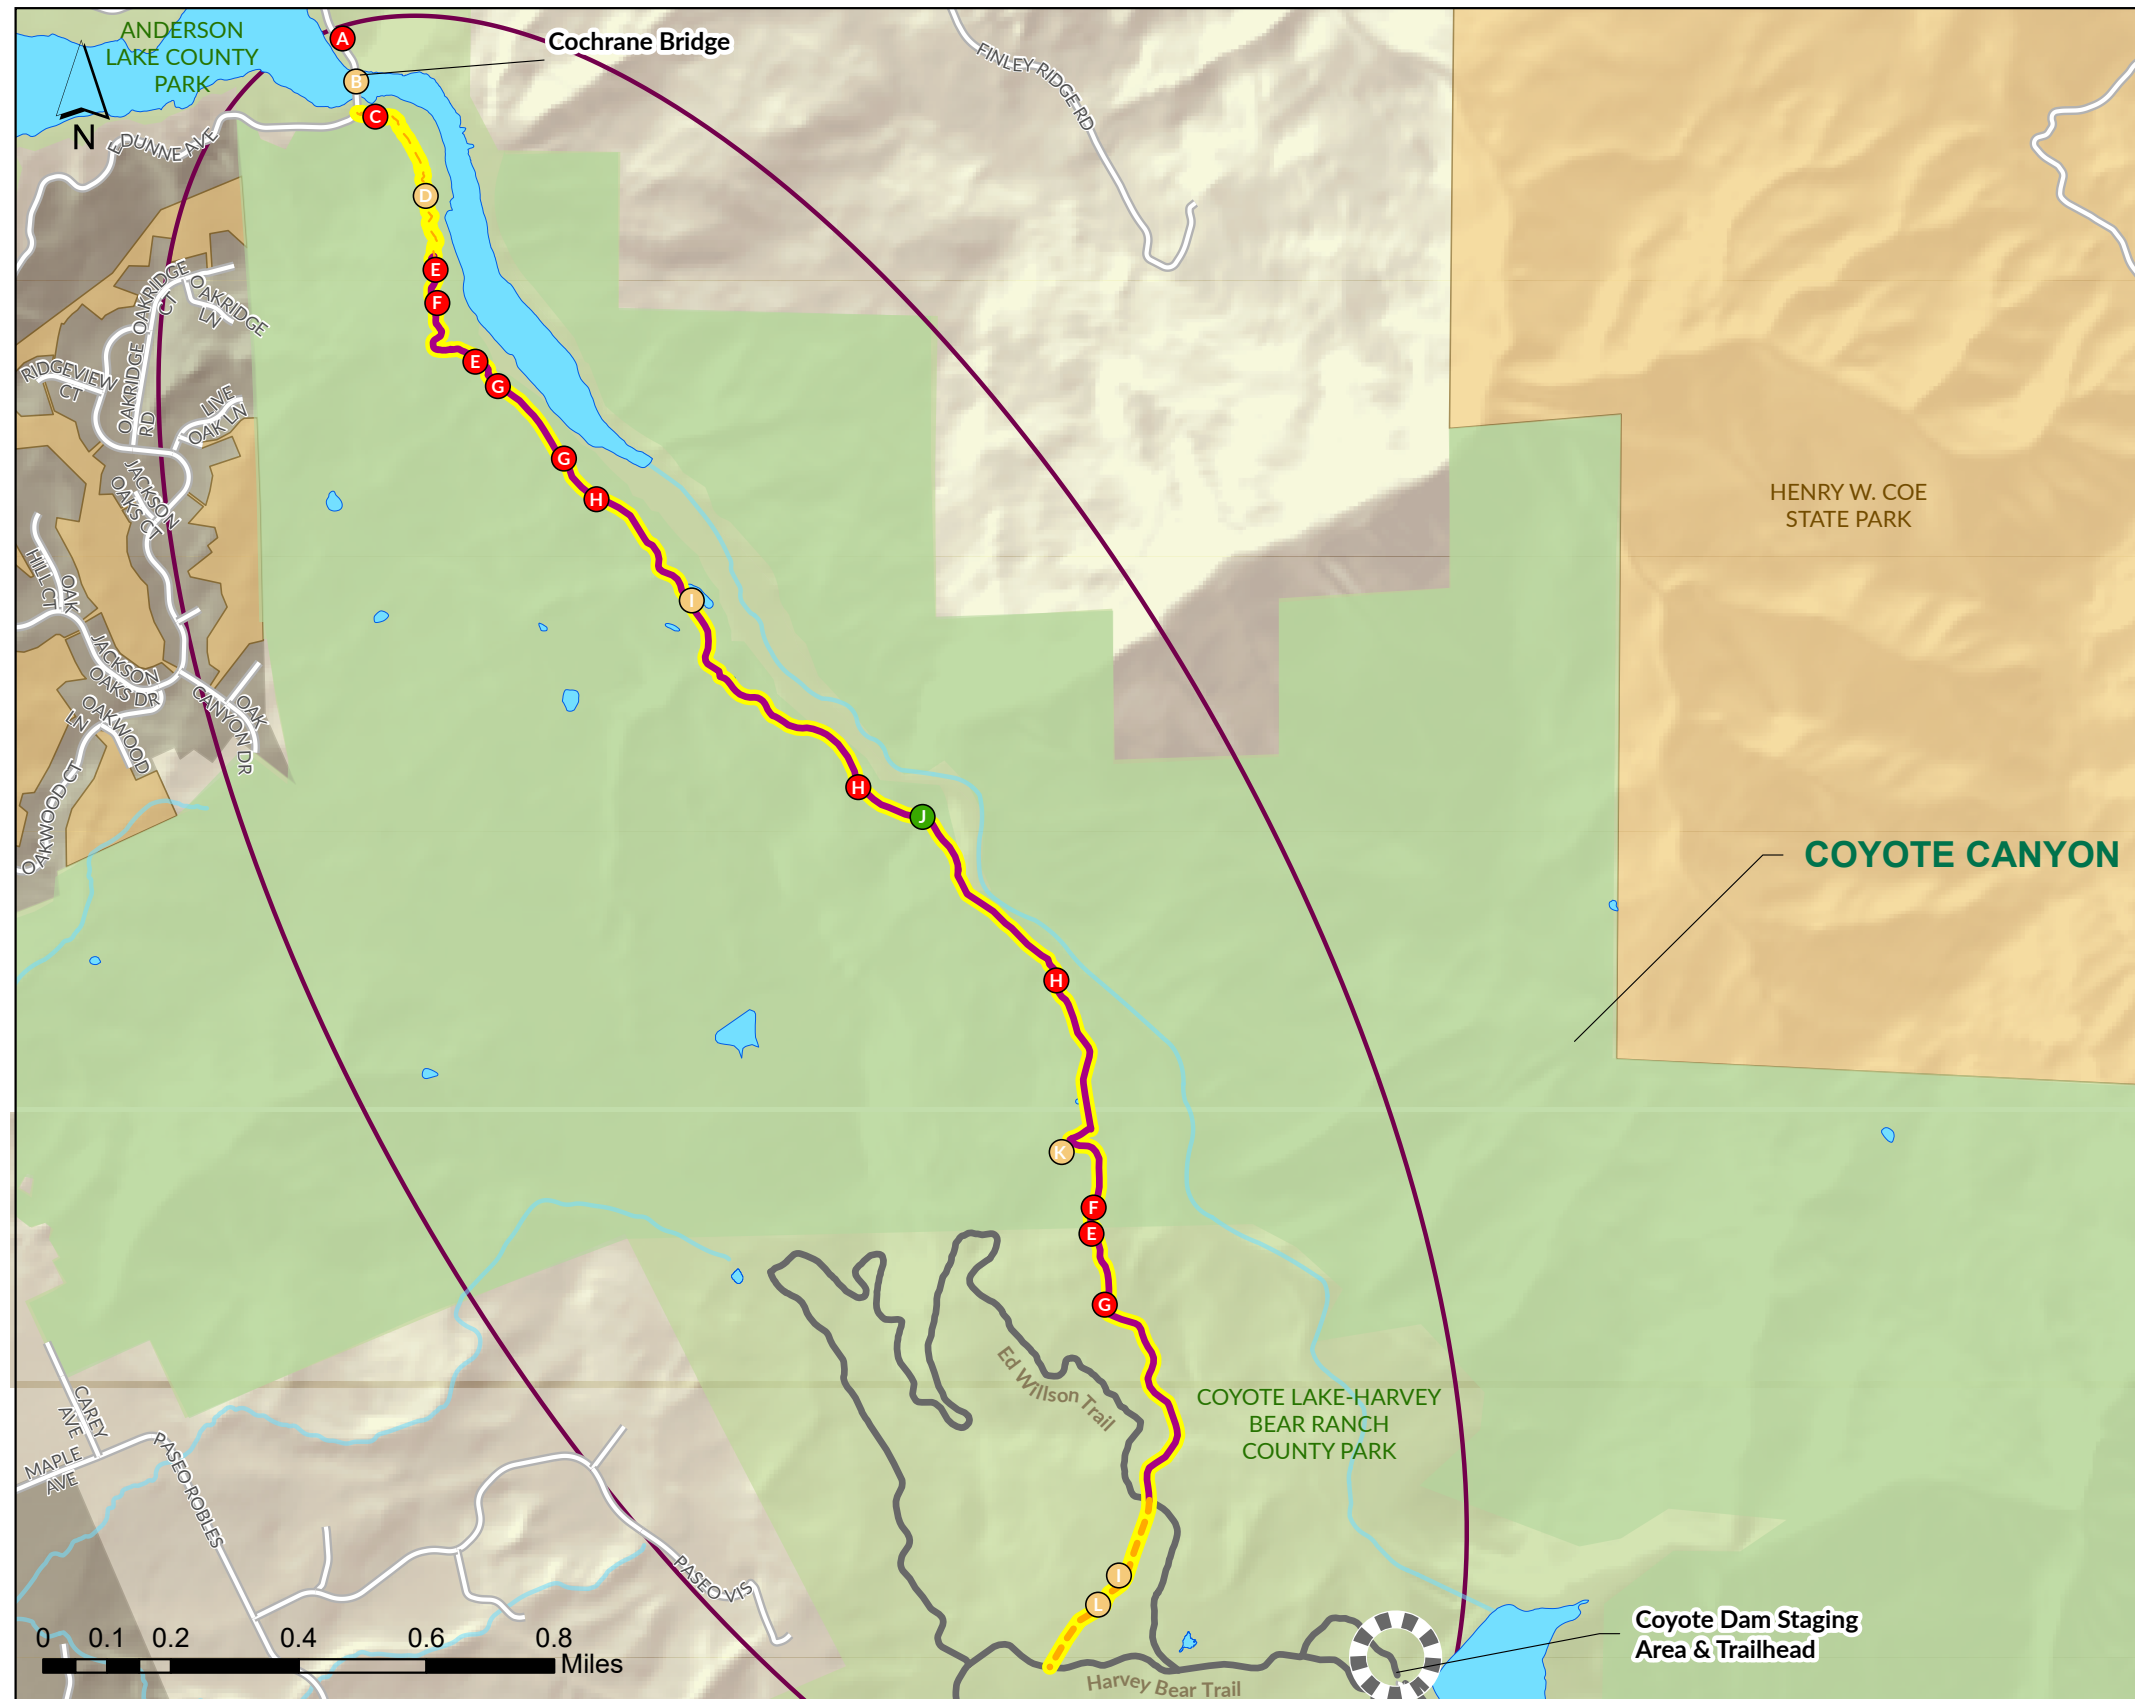 ANDERSON
LAKE COUNTY
PARK
A
Cochrane Bridge
B
C
N
E DUNNE AVE
FINLEY RIDGE RD
D
E
F
E
G
G
H
I
H
J
H
K
F
E
G
I
L
OAKRIDGE
CT
OAKRIDGE
LN
OAKRIDGE
RD
RIDGEVIEW
CT
LIVE
OAK LN
JACKSON
OAKS CT
OAK
HILL CT
JACKSON
OAKS DR
OAKWOOD
LN
OAK
CANYON DR
OAKWOOD CT
HENRY W. COE
STATE PARK
COYOTE CANYON
Ed Willson Trail
COYOTE LAKE-HARVEY
BEAR RANCH
COUNTY PARK
CAREY
AVE
MAPLE
AVE
PASEO ROBLES
PASEO VIS
0 0.1 0.2 0.4 0.6 0.8
Miles
Harvey Bear Trail
Coyote Dam Staging
Area & Trailhead